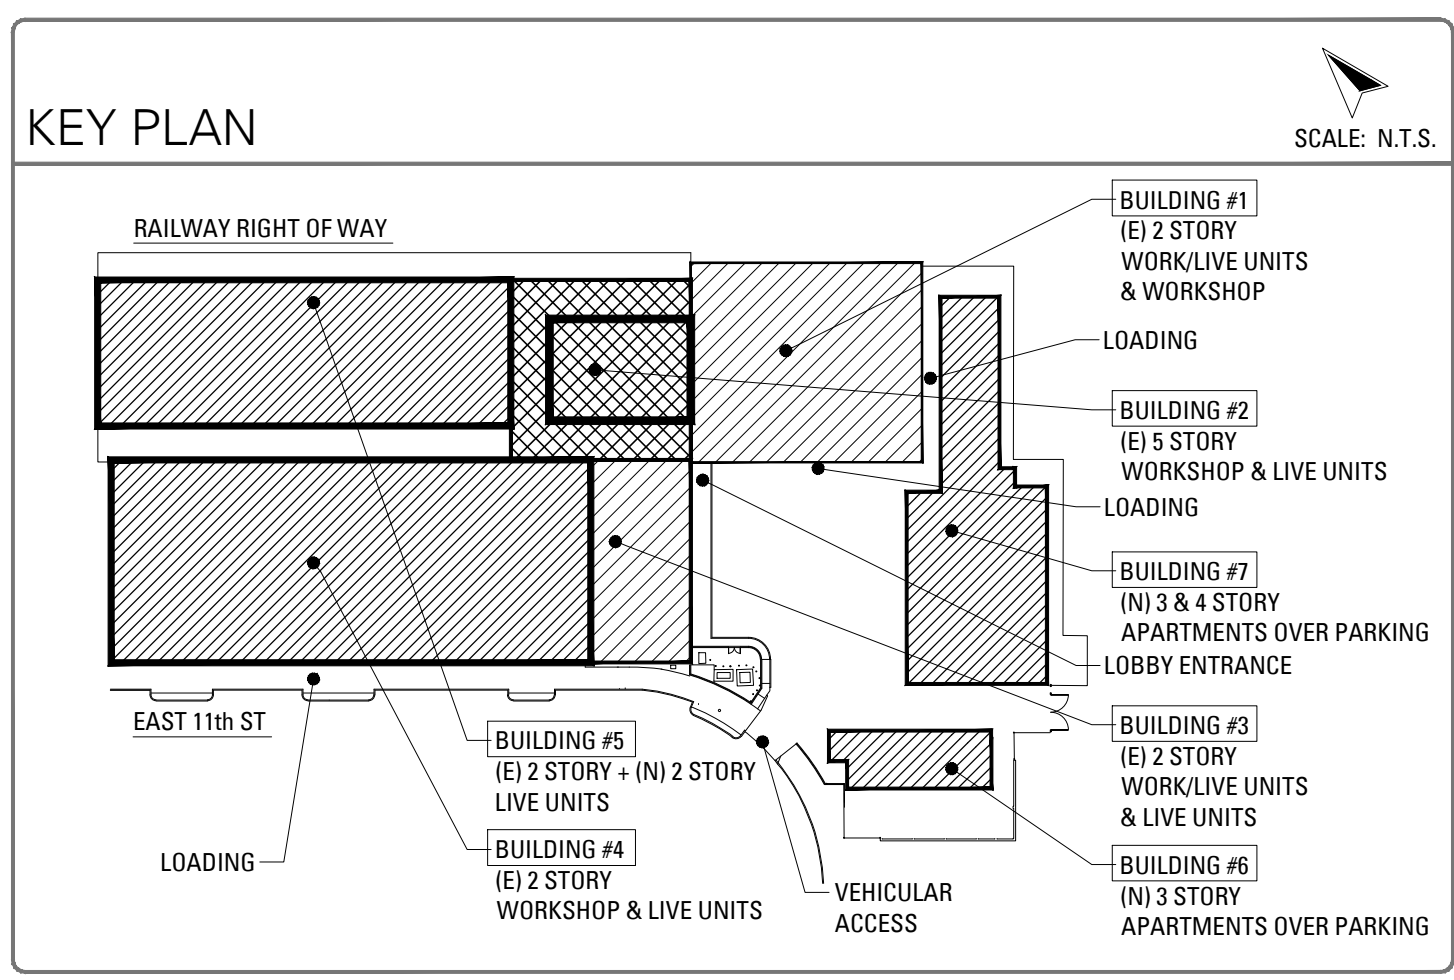 KEY PLAN
SCALE: N.T.S.
RAILWAY RIGHT OF WAY
BUILDING #1
(E) 2 STORY
WORK/LIVE UNITS
& WORKSHOP
LOADING
BUILDING #2
(E) 5 STORY
WORKSHOP & LIVE UNITS
LOADING
BUILDING #7
(N) 3 & 4 STORY
APARTMENTS OVER PARKING
LOBBY ENTRANCE
BUILDING #3
(E) 2 STORY
WORK/LIVE UNITS
& LIVE UNITS
BUILDING #6
(N) 3 STORY
APARTMENTS OVER PARKING
EAST 11th ST
BUILDING #5
(E) 2 STORY + (N) 2 STORY
LIVE UNITS
LOADING
BUILDING #4
(E) 2 STORY
WORKSHOP & LIVE UNITS
VEHICULAR
ACCESS